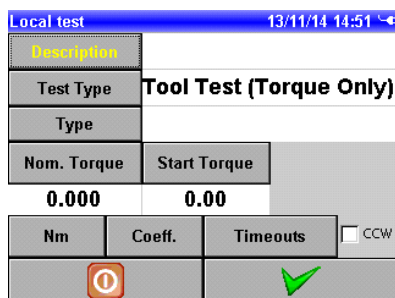 Local test 13/11/14 14:51
Description
Test Type Tool Test (Torque Only)
Type
Nom. Torque Start Torque
0.000 0.00
Nm Coeff. Timeouts CCW